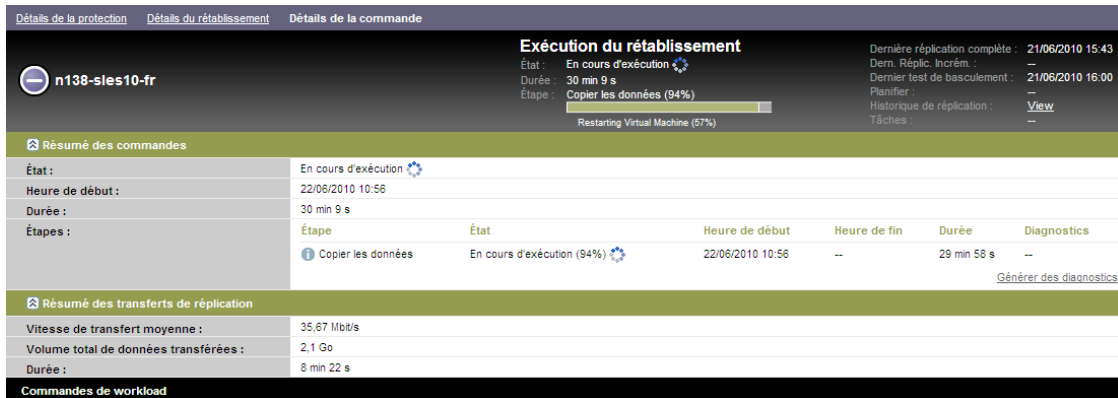 Détails de la protection Détails du rétablissement Détails de la commande
n138-sles10-fr
Exécution du rétablissement
État : En cours d'exécution
Durée : 30 min 9 s
Étape : Copier les données (94%)
Restarting Virtual Machine (57%)
Dernière réplication complète : 21/06/2010 15:43
Dern. Réplic. Incrém. : --
Dernier test de basculement : 21/06/2010 16:00
Planifier : --
Historique de réplication : View
Tâches : --
Résumé des commandes
État : En cours d'exécution
Heure de début : 22/06/2010 10:56
Durée : 30 min 9 s
Étapes : Étape État Heure de début Heure de fin Durée Diagnostics
Copier les données En cours d'exécution (94%) 22/06/2010 10:56 -- 29 min 58 s --
Générer des diagnostics
Résumé des transferts de réplication
Vitesse de transfert moyenne : 35,67 Mbit/s
Volume total de données transférées : 2,1 Go
Durée : 8 min 22 s
Commandes de workload